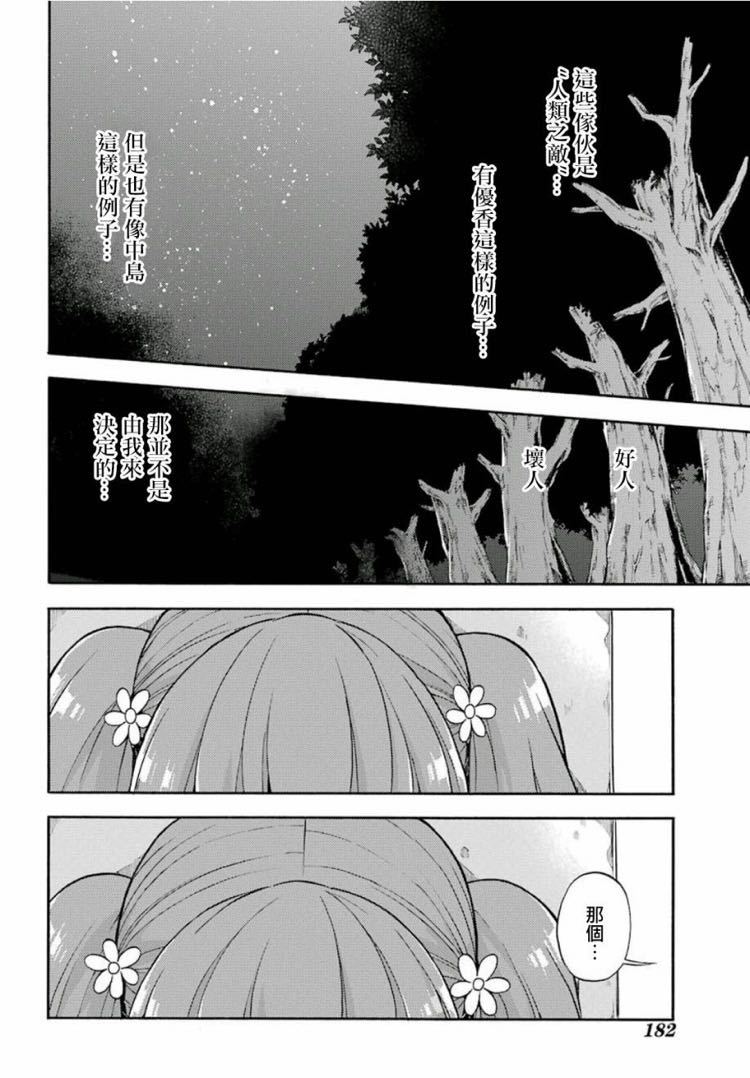 這些傢伙是
〝人類之敵〞…
有優香這樣的例子…
但是也有像中島
這樣的例子…
好人
壞人
那並不是
由我來
決定的…
那個…
182